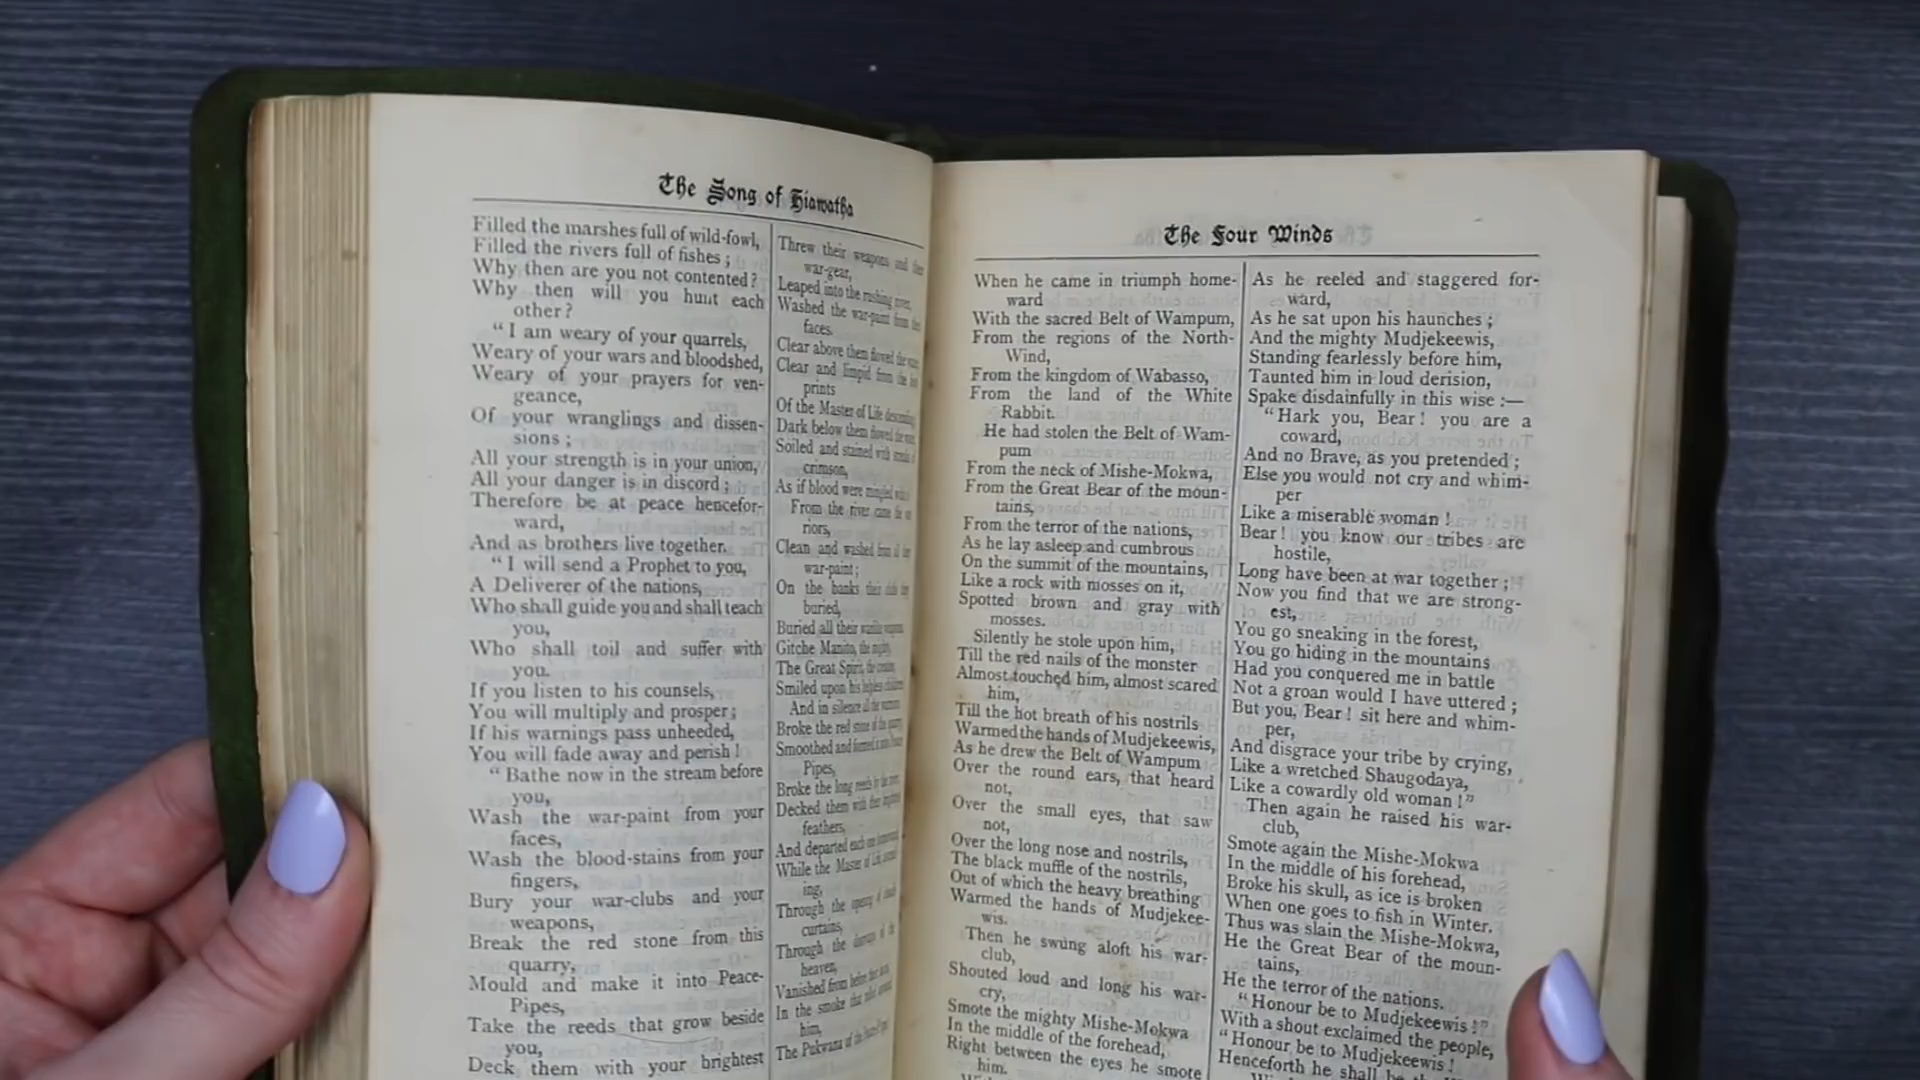 The Song of Hiawatha
Filled the marshes full of wild-fowl,
Filled the rivers full of fishes;
Why then are you not contented?
Why then will you hunt each
other?
"I am weary of your quarrels,
Weary of your wars and bloodshed,
Weary of your prayers for ven-
geance,
Of your wranglings and dissen-
sions;
All your strength is in your union,
All your danger is in discord;
Therefore be at peace hencefor-
ward,
And as brothers live together.
"I will send a Prophet to you,
A Deliverer of the nations,
Who shall guide you and shall teach
you,
Who shall toil and suffer with
you.
If you listen to his counsels,
You will multiply and prosper;
If his warnings pass unheeded,
You will fade away and perish!
"Bathe now in the stream before
you,
Wash the war-paint from your
faces,
Wash the blood-stains from your
fingers,
Bury your war-clubs and your
weapons,
Break the red stone from this
quarry,
Mould and make it into Peace-
Pipes,
Take the reeds that grow beside
you,
Deck them with your brightest
Threw their weapons and their
war-gear,
Leaped into the rushing river,
Washed the war-paint from their
faces.
Clear above them flowed the water,
Clear and limpid from the foot-
prints
Of the Master of Life descending;
Dark below them flowed the water,
Soiled and stained with streaks of
crimson,
As if blood were mingled with it
From the river came the war-
riors,
Clean and washed from all their
war-paint;
On the banks their clubs they
buried,
Buried all their warlike weapons.
Gitche Manito, the mighty,
The Great Spirit, the creator,
Smiled upon his helpless children
And in silence all the warriors
Broke the red stone of the quarry,
Smoothed and formed it into Peace-
Pipes,
Broke the long reeds by the river,
Decked them with their brightest
feathers,
And departed each one homeward,
While the Master of Life, ascend-
ing,
Through the opening of cloud-
curtains,
Through the doorways of the
heaven,
Vanished from before their faces,
In the smoke that rolled around
him,
The Pukwana of the Peace-Pipe!
The Four Winds
When he came in triumph home-
ward
With the sacred Belt of Wampum,
From the regions of the North-
Wind,
From the kingdom of Wabasso,
From the land of the White
Rabbit.
He had stolen the Belt of Wam-
pum
From the neck of Mishe-Mokwa,
From the Great Bear of the moun-
tains,
From the terror of the nations,
As he lay asleep and cumbrous
On the summit of the mountains,
Like a rock with mosses on it,
Spotted brown and gray with
mosses.
Silently he stole upon him,
Till the red nails of the monster
Almost touched him, almost scared
him,
Till the hot breath of his nostrils
Warmed the hands of Mudjekeewis,
As he drew the Belt of Wampum
Over the round ears, that heard
not,
Over the small eyes, that saw
not,
Over the long nose and nostrils,
The black muffle of the nostrils,
Out of which the heavy breathing
Warmed the hands of Mudjekee-
wis.
Then he swung aloft his war-
club,
Shouted loud and long his war-
cry,
Smote the mighty Mishe-Mokwa
In the middle of the forehead,
Right between the eyes he smote
him.
As he reeled and staggered for-
ward,
As he sat upon his haunches;
And the mighty Mudjekeewis,
Standing fearlessly before him,
Taunted him in loud derision,
Spake disdainfully in this wise:—
"Hark you, Bear! you are a
coward,
And no Brave, as you pretended;
Else you would not cry and whim-
per
Like a miserable woman!
Bear! you know our tribes are
hostile,
Long have been at war together;
Now you find that we are strong-
est,
You go sneaking in the forest,
You go hiding in the mountains
Had you conquered me in battle
Not a groan would I have uttered;
But you, Bear! sit here and whim-
per,
And disgrace your tribe by crying,
Like a wretched Shaugodaya,
Like a cowardly old woman!"
Then again he raised his war-
club,
Smote again the Mishe-Mokwa
In the middle of his forehead,
Broke his skull, as ice is broken
When one goes to fish in Winter.
Thus was slain the Mishe-Mokwa,
He the Great Bear of the moun-
tains,
He the terror of the nations.
"Honour be to Mudjekeewis!"
With a shout exclaimed the people,
"Honour be to Mudjekeewis!
Henceforth he shall be the